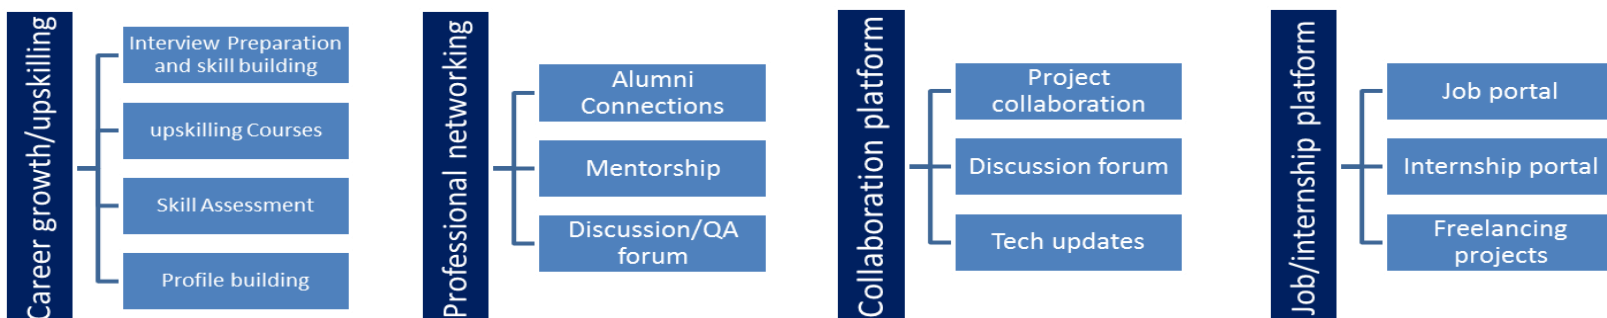 Career growth/upskilling
Interview Preparation
and skill building
upskilling Courses
Skill Assessment
Profile building
Professional networking
Alumni
Connections
Mentorship
Discussion/QA
forum
Collaboration platform
Project
collaboration
Discussion forum
Tech updates
Job/internship platform
Job portal
Internship portal
Freelancing
projects